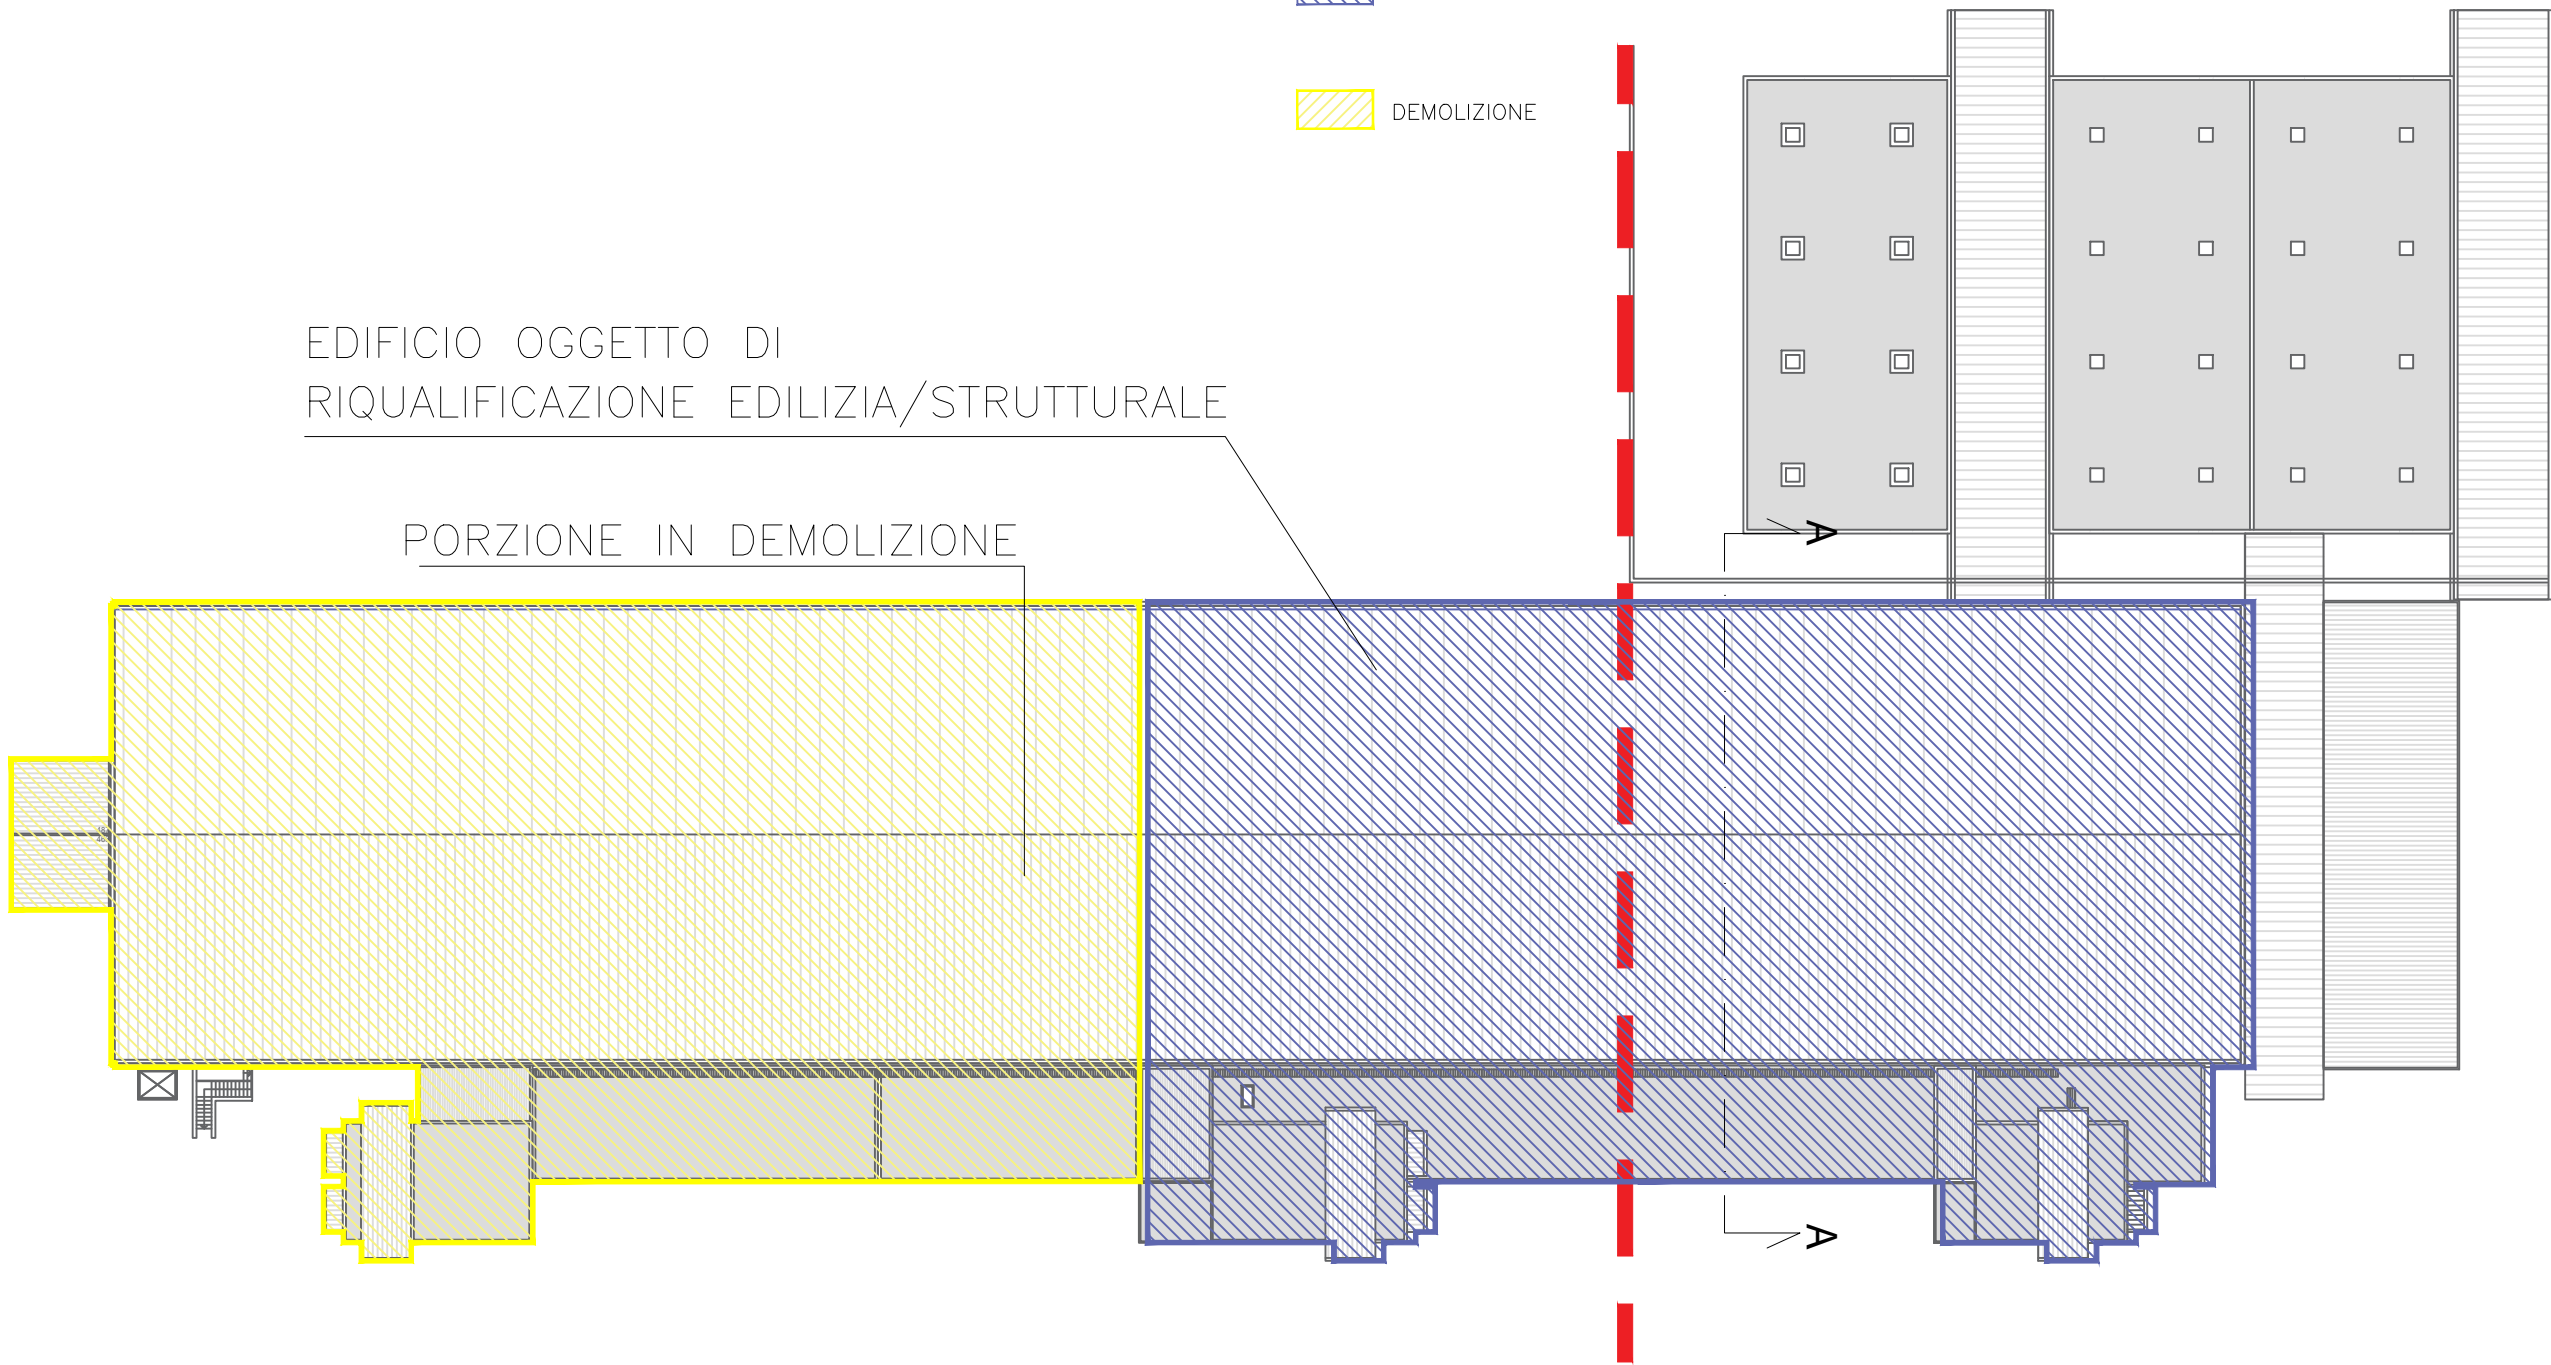 DEMOLIZIONE
EDIFICIO OGGETTO DI
RIQUALIFICAZIONE EDILIZIA/STRUTTURALE
PORZIONE IN DEMOLIZIONE
A
A